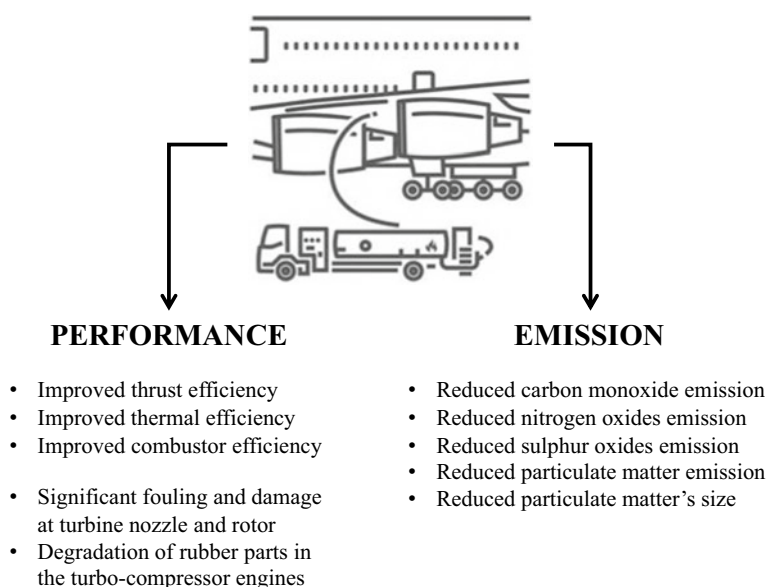 PERFORMANCE
• Improved thrust efficiency
• Improved thermal efficiency
• Improved combustor efficiency
• Significant fouling and damage
at turbine nozzle and rotor
• Degradation of rubber parts in
the turbo-compressor engines
EMISSION
• Reduced carbon monoxide emission
• Reduced nitrogen oxides emission
• Reduced sulphur oxides emission
• Reduced particulate matter emission
• Reduced particulate matter’s size